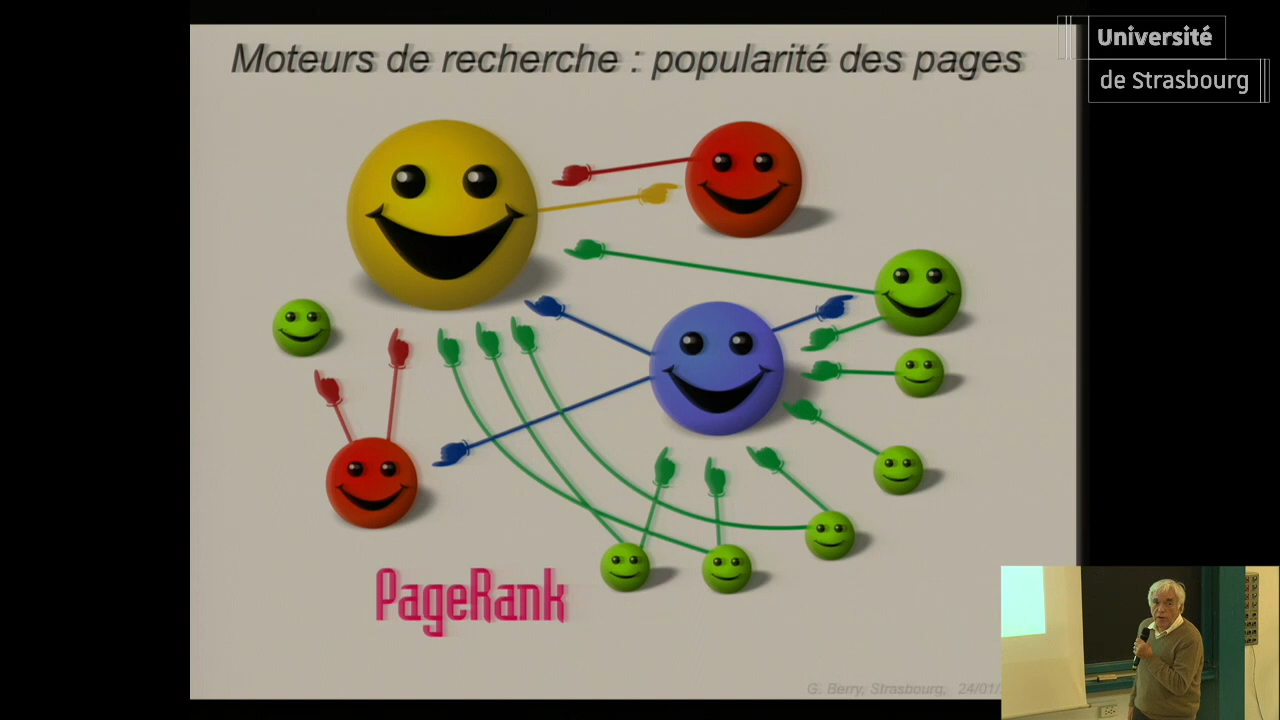 Moteurs de recherche : popularité des pages
Université
de Strasbourg
PageRank
G. Berry, Strasbourg, 24/01/